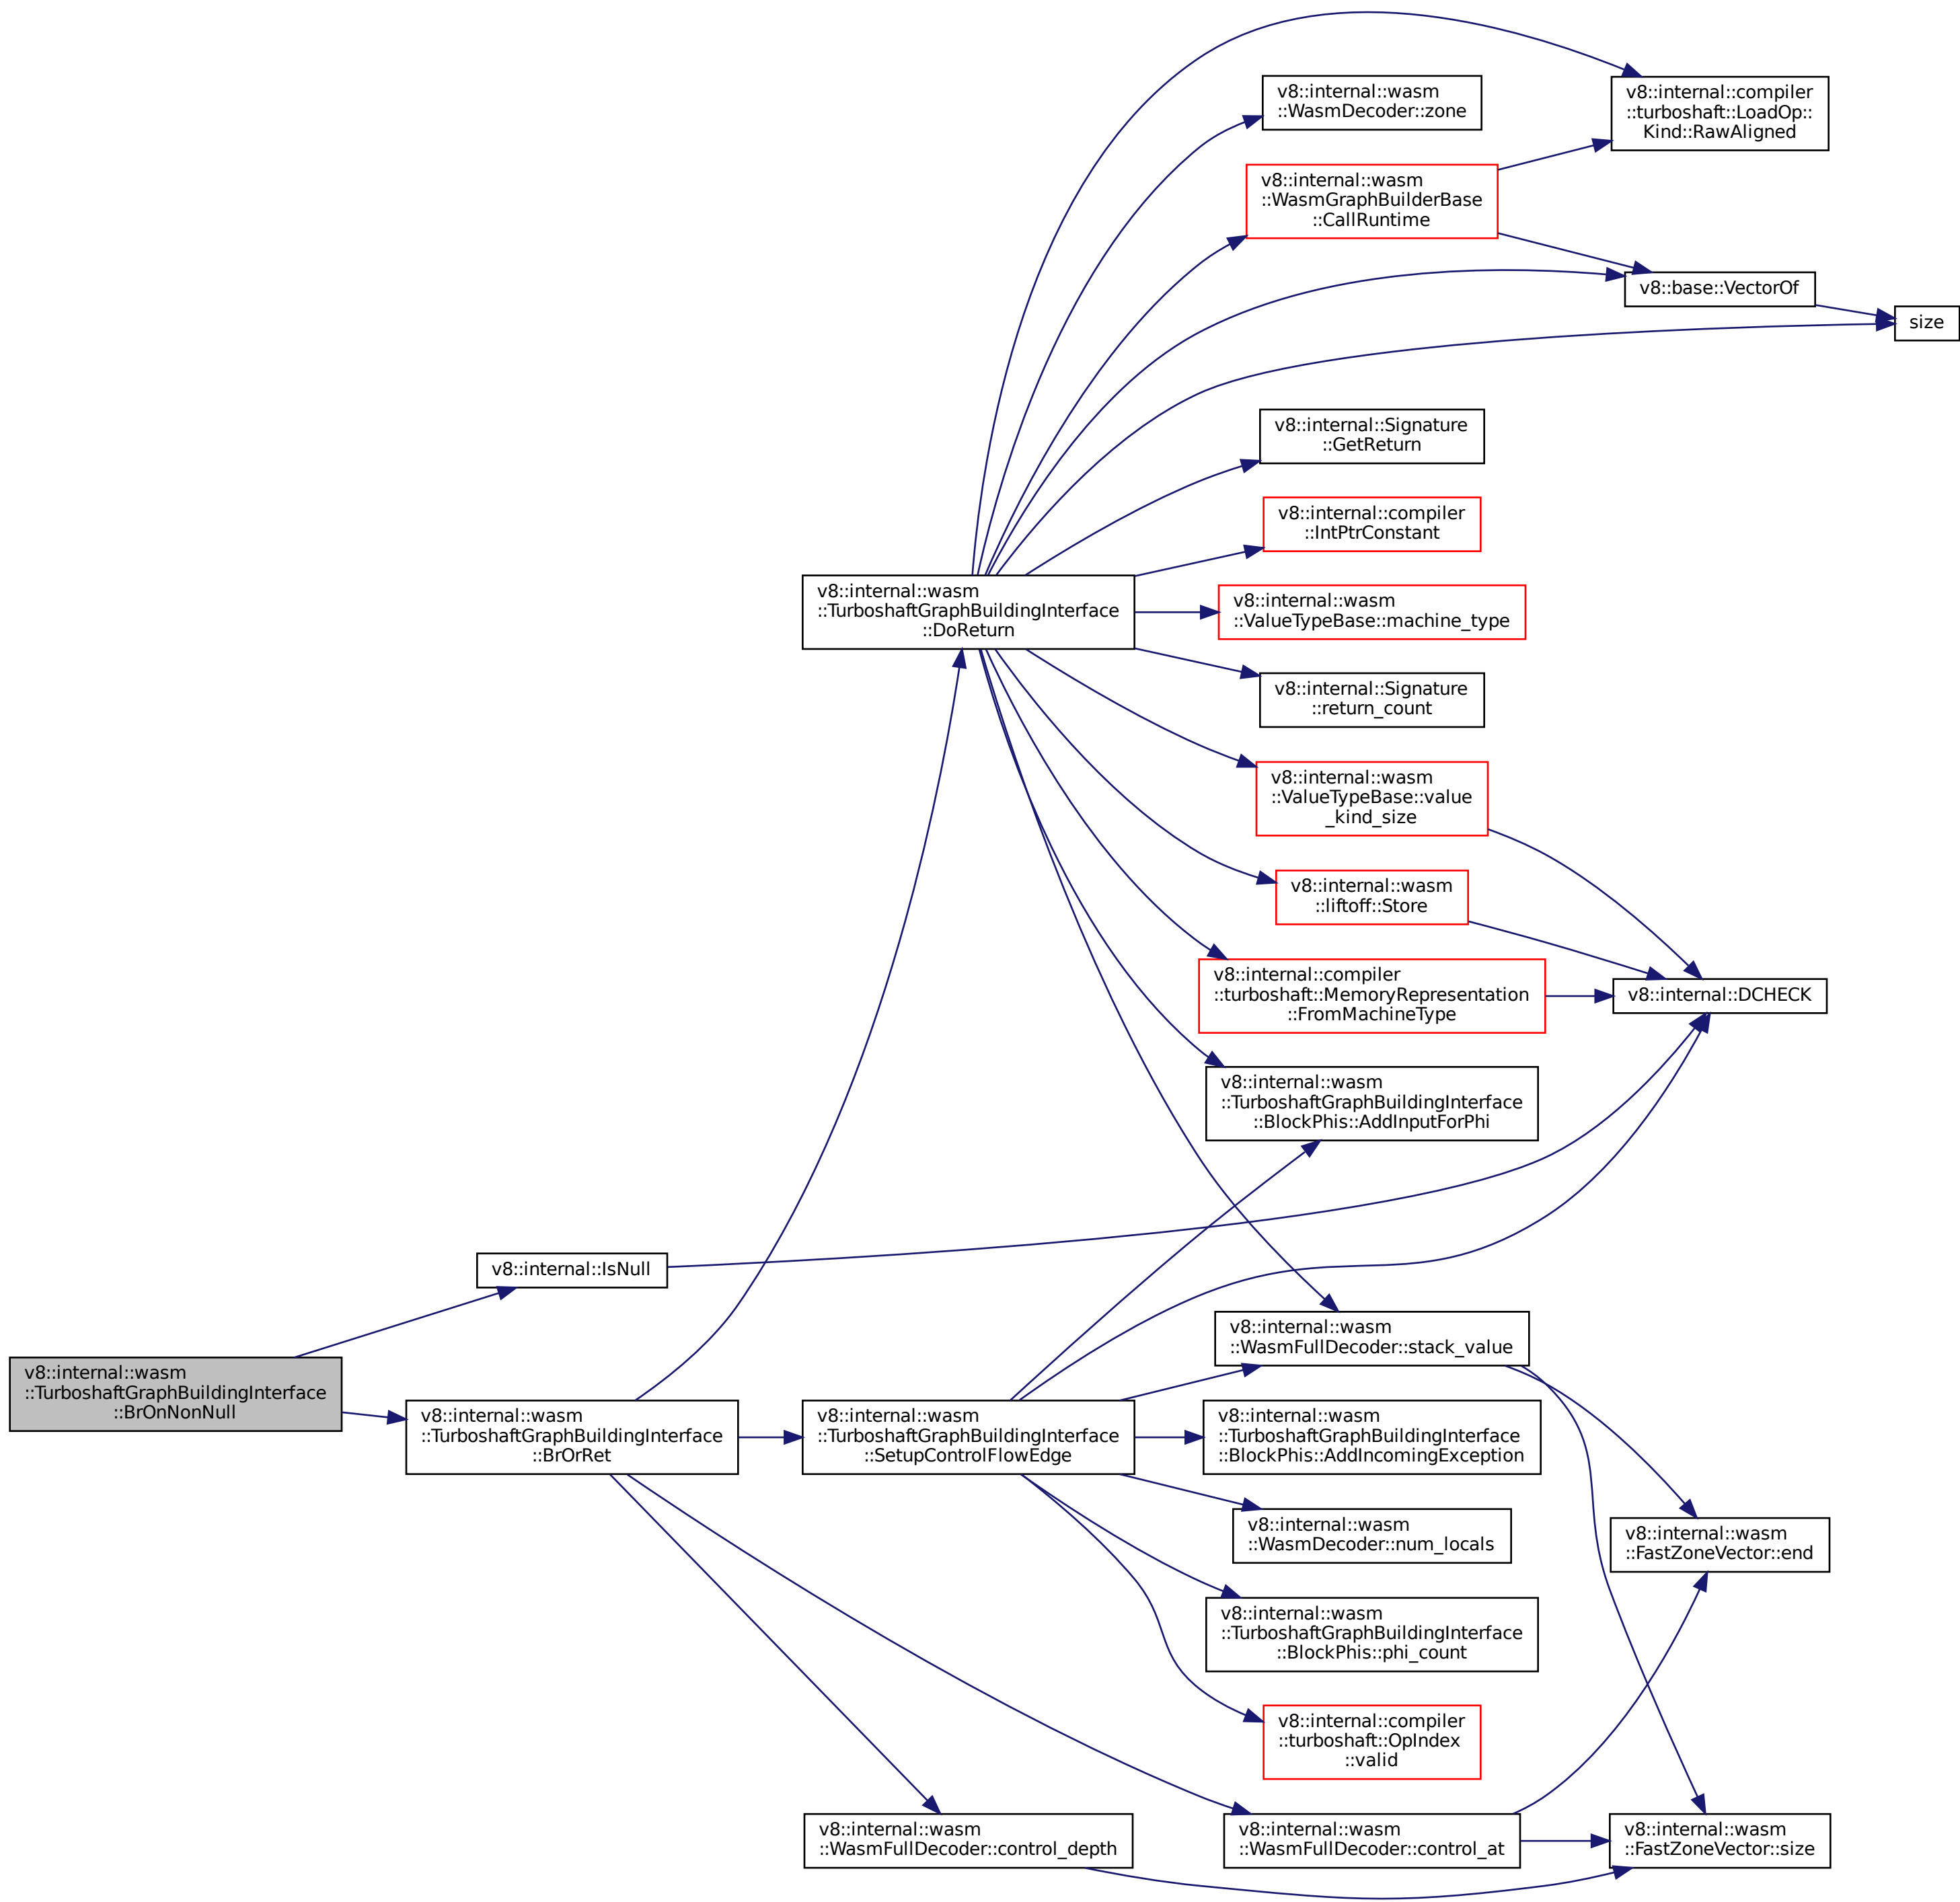 v8::internal::wasm
::TurboshaftGraphBuildingInterface
::BrOnNonNull
v8::internal::IsNull
v8::internal::wasm
::TurboshaftGraphBuildingInterface
::BrOrRet
v8::internal::wasm
::TurboshaftGraphBuildingInterface
::DoReturn
v8::internal::wasm
::TurboshaftGraphBuildingInterface
::SetupControlFlowEdge
v8::internal::wasm
::WasmFullDecoder::control_depth
v8::internal::wasm
::WasmDecoder::zone
v8::internal::wasm
::WasmGraphBuilderBase
::CallRuntime
v8::internal::Signature
::GetReturn
v8::internal::compiler
::IntPtrConstant
v8::internal::wasm
::ValueTypeBase::machine_type
v8::internal::Signature
::return_count
v8::internal::wasm
::ValueTypeBase::value
_kind_size
v8::internal::wasm
::liftoff::Store
v8::internal::compiler
::turboshaft::MemoryRepresentation
::FromMachineType
v8::internal::wasm
::TurboshaftGraphBuildingInterface
::BlockPhis::AddInputForPhi
v8::internal::wasm
::WasmFullDecoder::stack_value
v8::internal::wasm
::TurboshaftGraphBuildingInterface
::BlockPhis::AddIncomingException
v8::internal::wasm
::WasmDecoder::num_locals
v8::internal::wasm
::TurboshaftGraphBuildingInterface
::BlockPhis::phi_count
v8::internal::compiler
::turboshaft::OpIndex
::valid
v8::internal::wasm
::WasmFullDecoder::control_at
v8::internal::compiler
::turboshaft::LoadOp::
Kind::RawAligned
v8::base::VectorOf
size
v8::internal::DCHECK
v8::internal::wasm
::FastZoneVector::end
v8::internal::wasm
::FastZoneVector::size